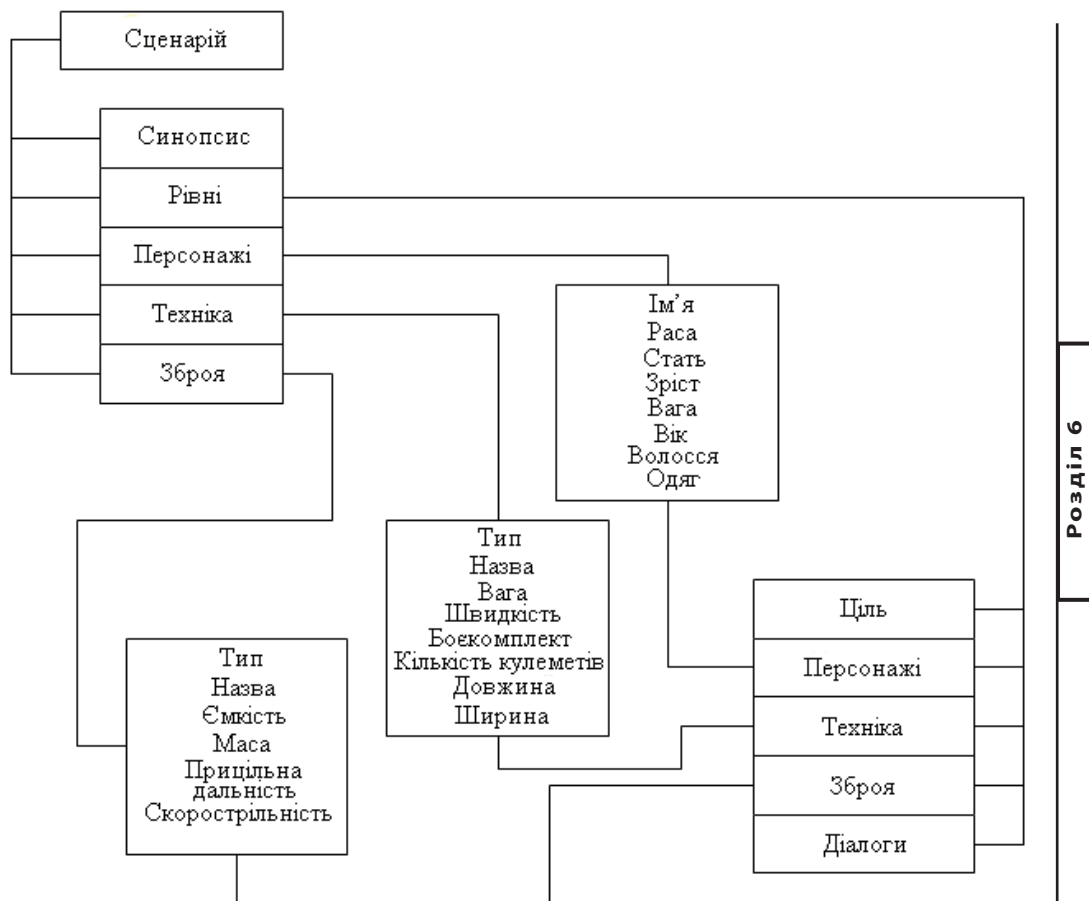 Сценарій
Синопсис
Рівні
Персонажі
Техніка
Зброя
Ім’я
Раса
Стать
Зріст
Вага
Вік
Волосся
Одяг
Тип
Назва
Вага
Швидкість
Боєкомплект
Кількість кулеметів
Довжина
Ширина
Тип
Назва
Ємкість
Маса
Прицільна
дальність
Скорострільність
Ціль
Персонажі
Техніка
Зброя
Діалоги
Розділ 6